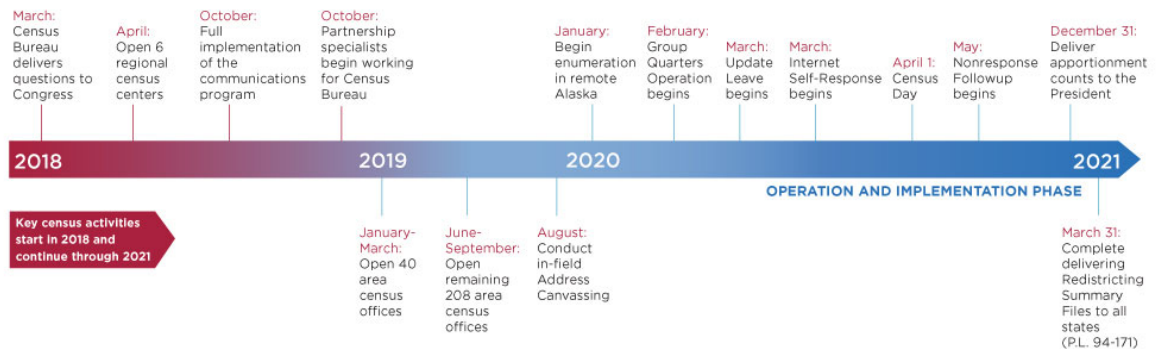 March:
Census
Bureau
delivers
questions to
Congress
April:
Open 6
regional
census
centers
October:
Full
implementation
of the
communications
program
October:
Partnership
specialists
begin working
for Census
Bureau
January:
Begin
enumeration
in remote
Alaska
February:
Group
Quarters
Operation
begins
March:
Update
Leave
begins
March:
Internet
Self-Response
begins
April 1:
Census
Day
May:
Nonresponse
Followup
begins
December 31:
Deliver
apportionment
counts to the
President
2018
2019
2020
2021
OPERATION AND IMPLEMENTATION PHASE
Key census activities
start in 2018 and
continue through 2021
January-
March:
Open 40
area
census
offices
June-
September:
Open
remaining
208 area
census
offices
August:
Conduct
in-field
Address
Canvassing
March 31:
Complete
delivering
Redistricting
Summary
Files to all
states
(P.L. 94-171)